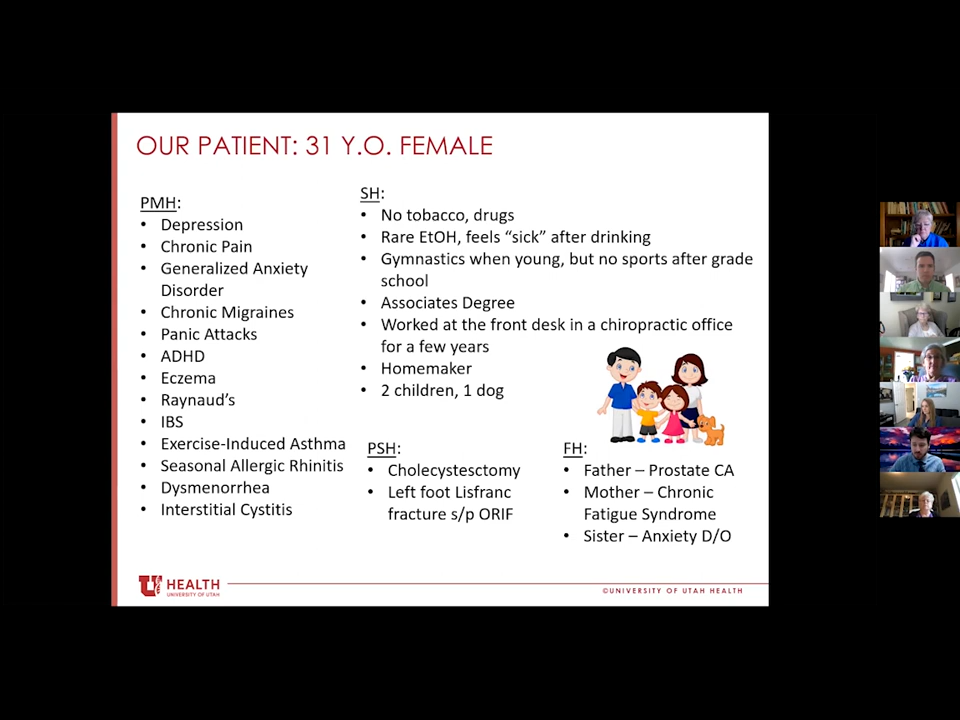 OUR PATIENT: 31 Y.O. FEMALE
PMH:
• Depression
• Chronic Pain
• Generalized Anxiety
Disorder
• Chronic Migraines
• Panic Attacks
• ADHD
• Eczema
• Raynaud's
• IBS
• Exercise-Induced Asthma
• Seasonal Allergic Rhinitis
• Dysmenorrhea
• Interstitial Cystitis
SH:
• No tobacco, drugs
• Rare EtOH, feels “sick” after drinking
• Gymnastics when young, but no sports after grade
school
• Associates Degree
• Worked at the front desk in a chiropractic office
for a few years
• Homemaker
• 2 children, 1 dog
PSH:
• Cholecystesctomy
• Left foot Lisfranc
fracture s/p ORIF
FH:
• Father – Prostate CA
• Mother – Chronic
Fatigue Syndrome
• Sister – Anxiety D/O
U HEALTH
UNIVERSITY OF UTAH
©UNIVERSITY OF UTAH HEALTH